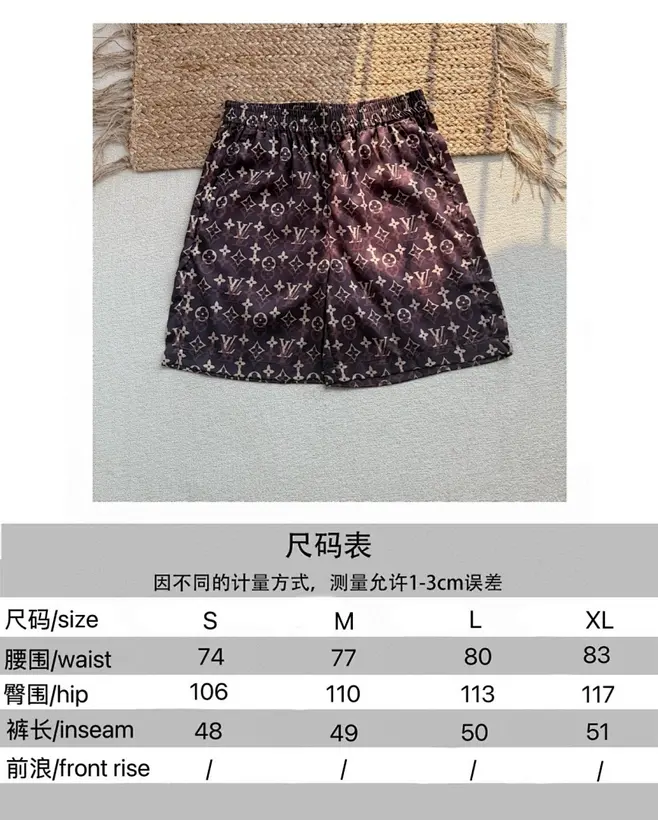 尺码表
因不同的计量方式，测量允许1-3cm误差
尺码/size S M L XL
腰围/waist 74 77 80 83
臀围/hip 106 110 113 117
裤长/inseam 48 49 50 51
前浪/front rise / / / /